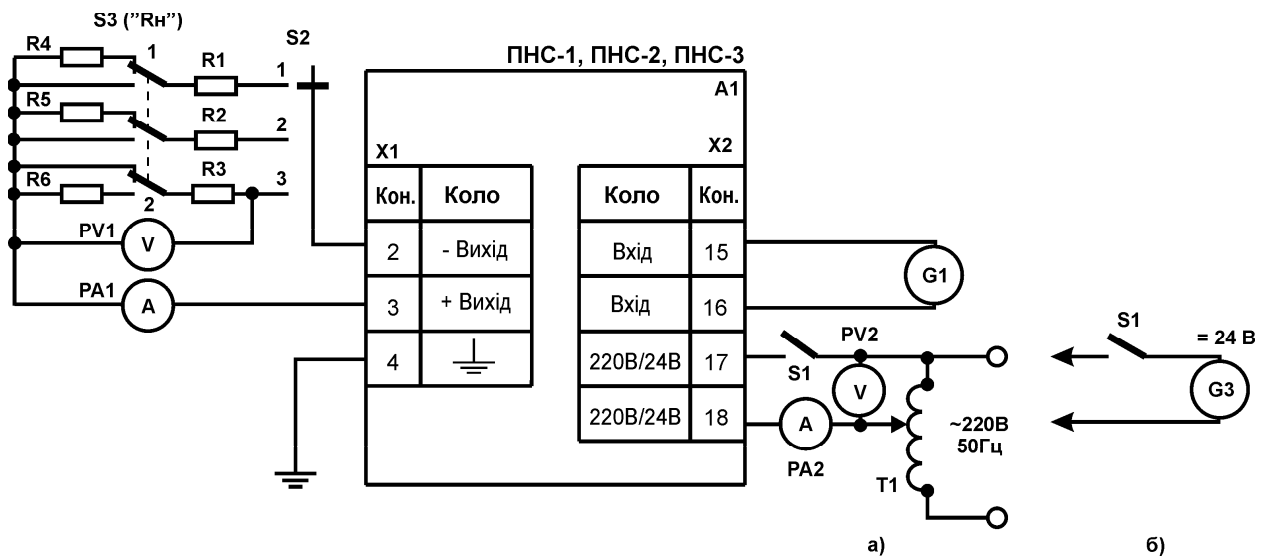 S3 ("Rн")
R4
1
R1
S2
1
R5
R2
2
R6
R3
3
2
PV1
V
PA1
A
ПНС-1, ПНС-2, ПНС-3
A1
X1
X2
Кон. Коло
2 - Вихід
3 + Вихід
4
Коло Кон.
Вхід 15
Вхід 16
220В/24В 17
220В/24В 18
G1
S1
PV2
V
A
PA2
T1
~220В
50Гц
а)
S1
= 24 В
G3
б)